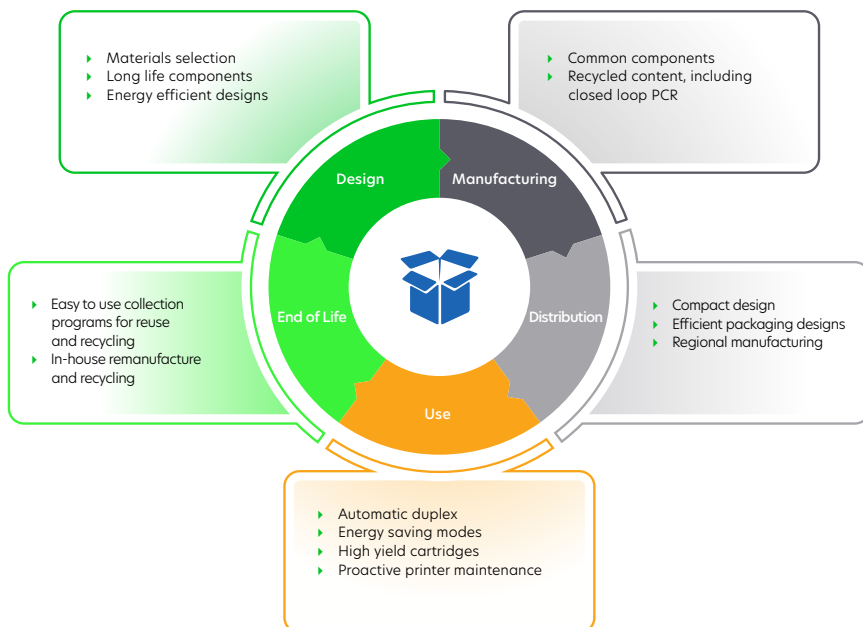 Materials selection
Long life components
Energy efficient designs
Common components
Recycled content, including
closed loop PCR
Design
Manufacturing
Easy to use collection
programs for reuse
and recycling
In-house remanufacture
and recycling
End of Life
Distribution
Compact design
Efficient packaging designs
Regional manufacturing
Use
Automatic duplex
Energy saving modes
High yield cartridges
Proactive printer maintenance